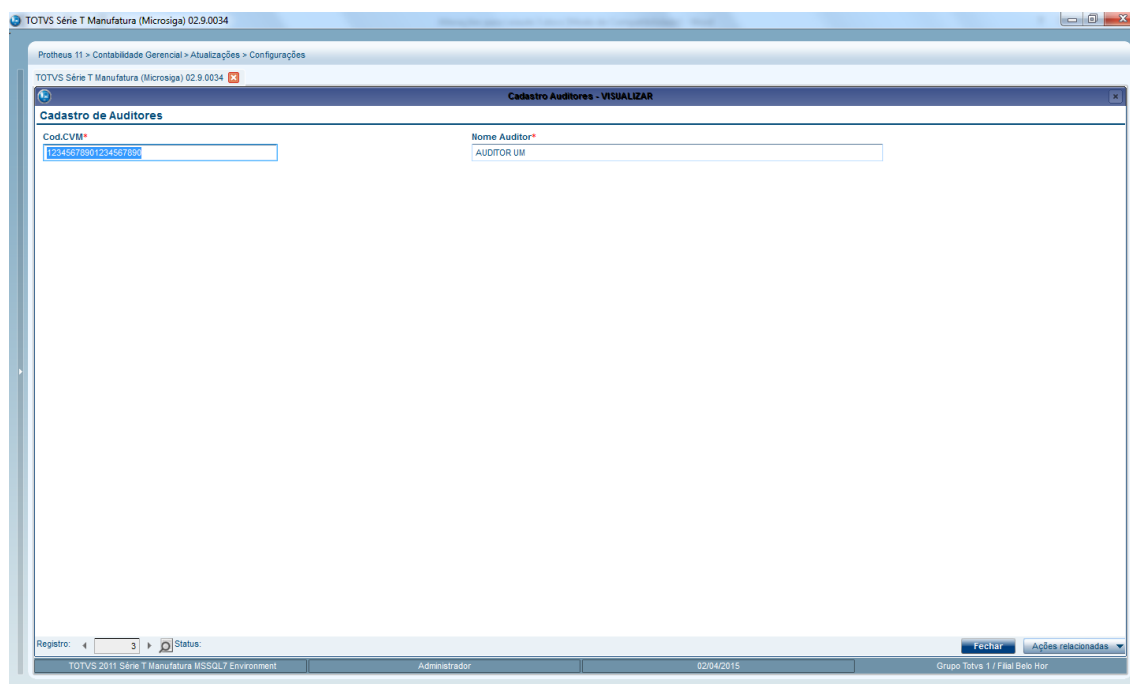 TOTVS Série T Manufatura (Microsiga) 02.9.0034
Protheus 11 > Contabilidade Gerencial > Atualizações > Configurações
TOTVS Série T Manufatura (Microsiga) 02.9.0034
Cadastro Auditores - VISUALIZAR
Cadastro de Auditores
Cod.CVM* Nome Auditor*
12345678901234567890 AUDITOR UM
Registro: 3 Status: Fechar Ações relacionadas
TOTVS 2011 Série T Manufatura MSSQL7 Environment Administrador 02/04/2015 Grupo Totvs 1 / Filial Belo Hor